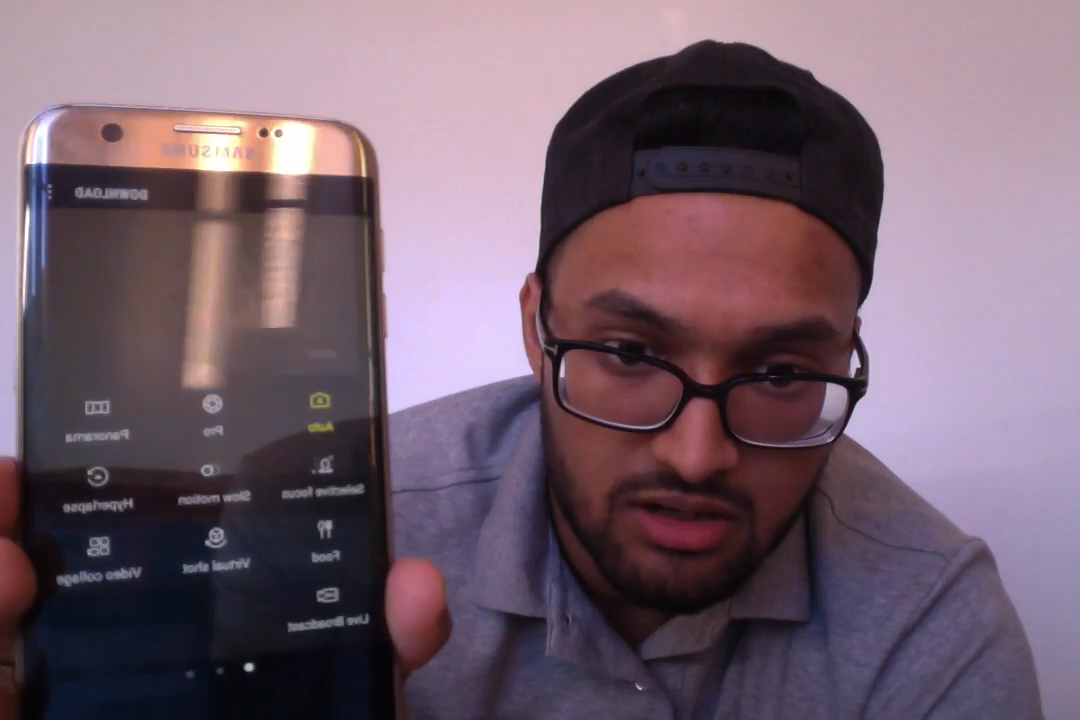 SAMSUNG
DOWNLOAD
Auto Pro Panorama
Selective focus Slow motion Hyperlapse
Food Virtual shot Video collage
Live Broadcast